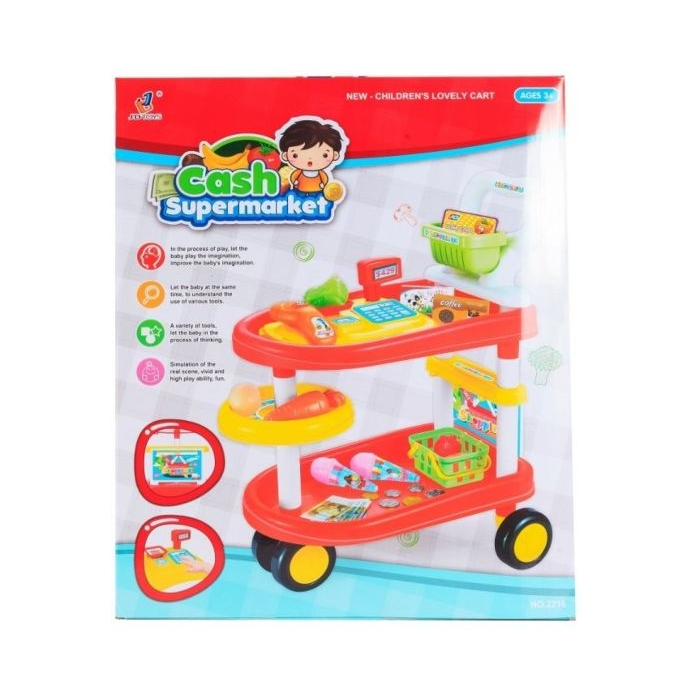 NEW - CHILDREN'S LOVELY CART
AGES 3+
JDTOYS
Cash
Supermarket
In the process of play, let the
baby play the imagination,
improve the baby's imagination.
Let the baby at the same
time, to understand the
use of various tools.
A variety of tools,
let the baby in the
process of thinking.
Simulation of the
real scene, vivid and
high play ability, fun.
coffee